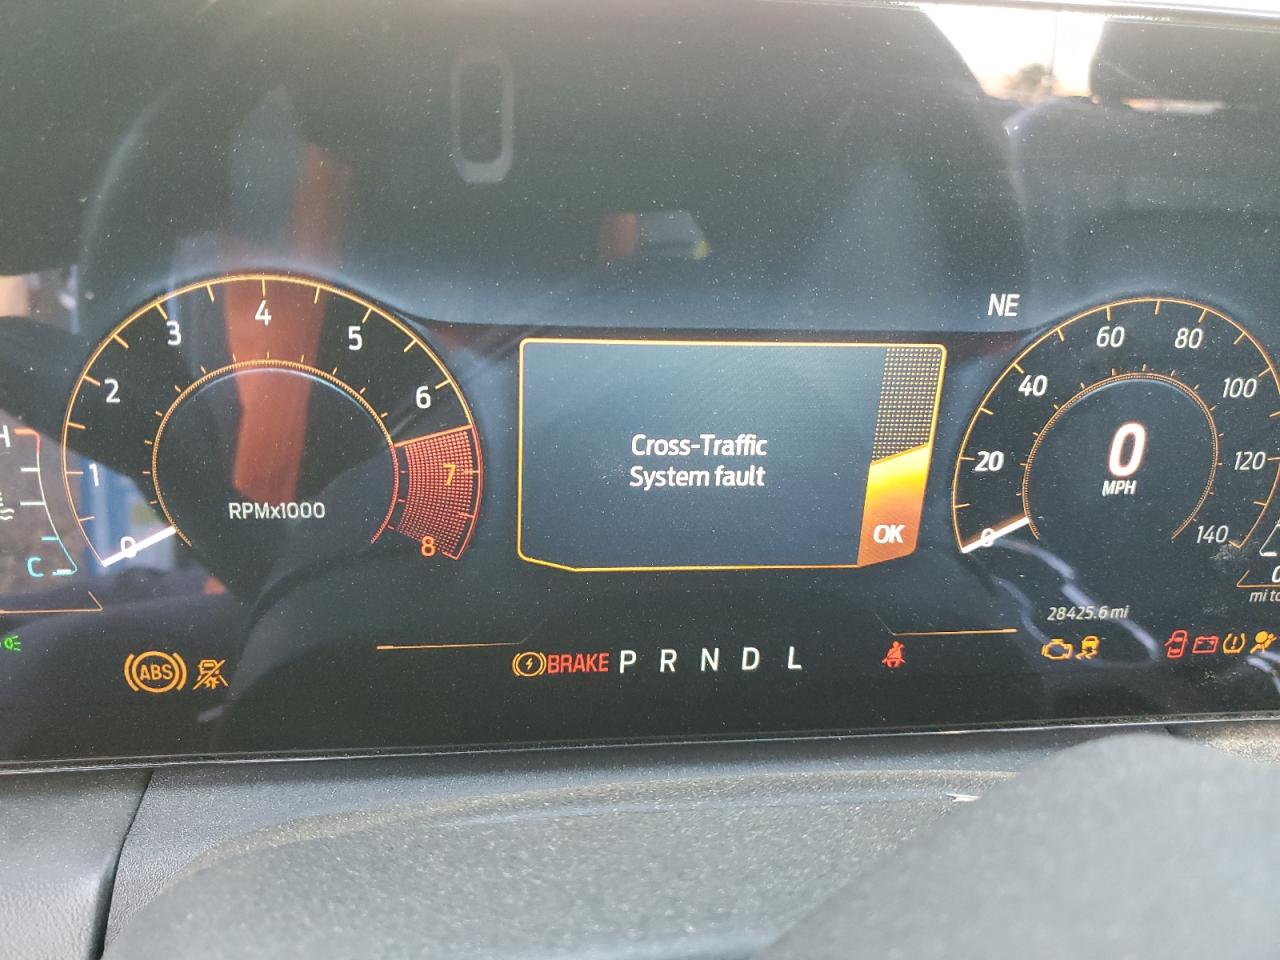 NE
4
3
5
2
6
1
7
0
8
RPMx1000
H
C
Cross-Traffic
System fault
OK
60
80
40
100
20
120
0
140
0
MPH
28425.6 mi
ABS
BRAKE
P R N D L